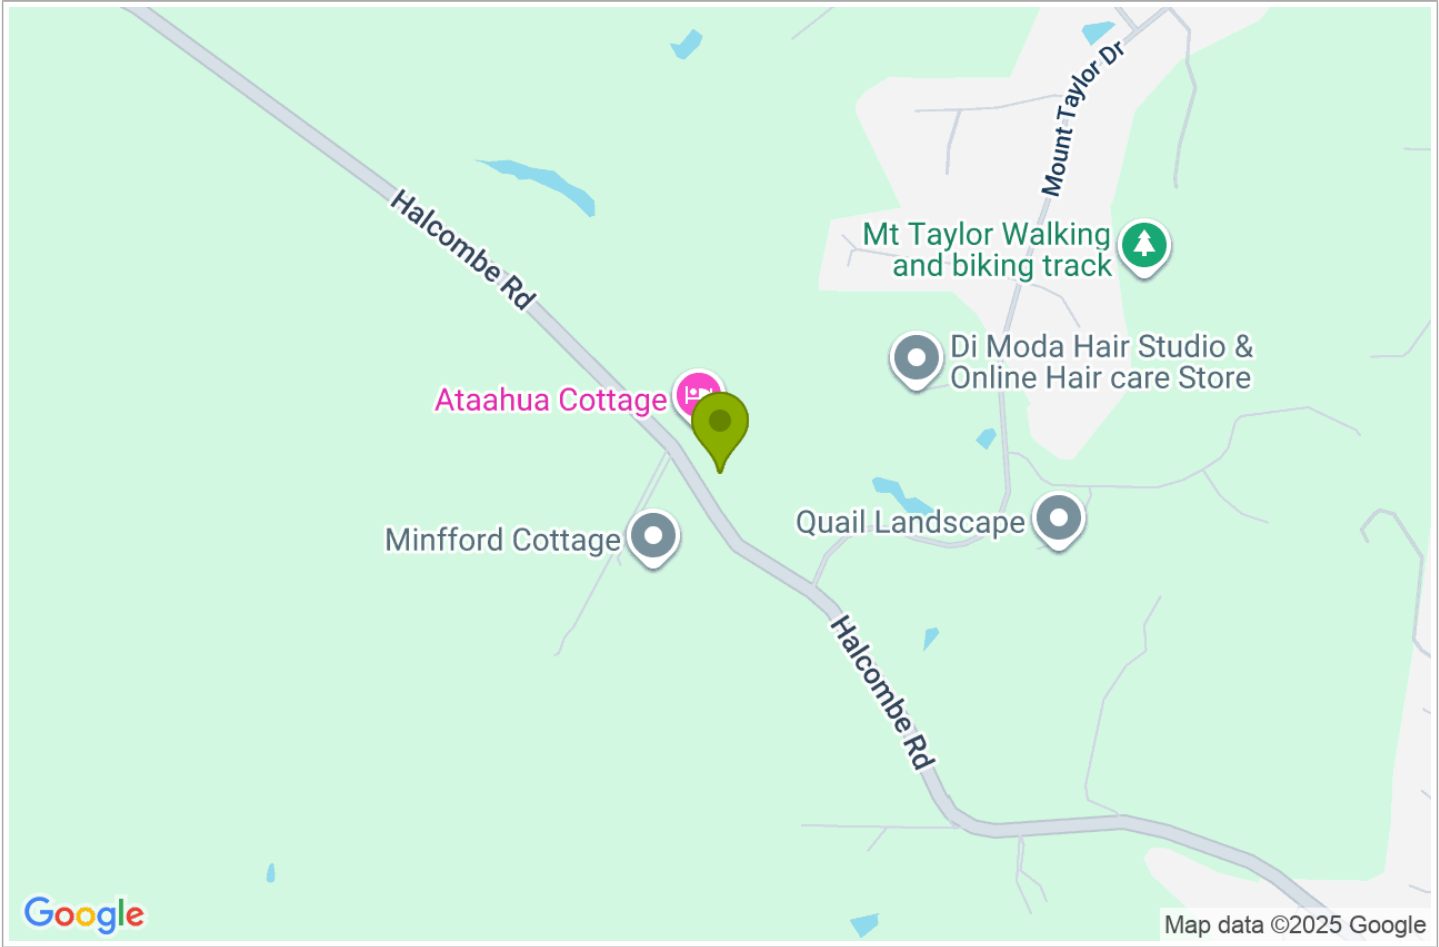 Mount Taylor Dr
Halcombe Rd
Mt Taylor Walking
and biking track
Di Moda Hair Studio &
Online Hair care Store
Ataahua Cottage
Quail Landscape
Minfford Cottage
Halcombe Rd
Google
Map data ©2025 Google